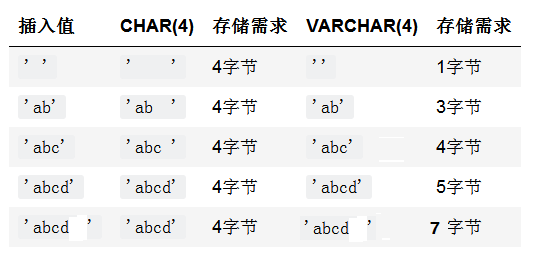 插入值 CHAR(4) 存储需求 VARCHAR(4) 存储需求
' ' '    ' 4字节 '' 1字节
'ab' 'ab  ' 4字节 'ab' 3字节
'abc' 'abc ' 4字节 'abc' 4字节
'abcd' 'abcd' 4字节 'abcd' 5字节
'abcd  ' 'abcd' 4字节 'abcd  ' 7 字节